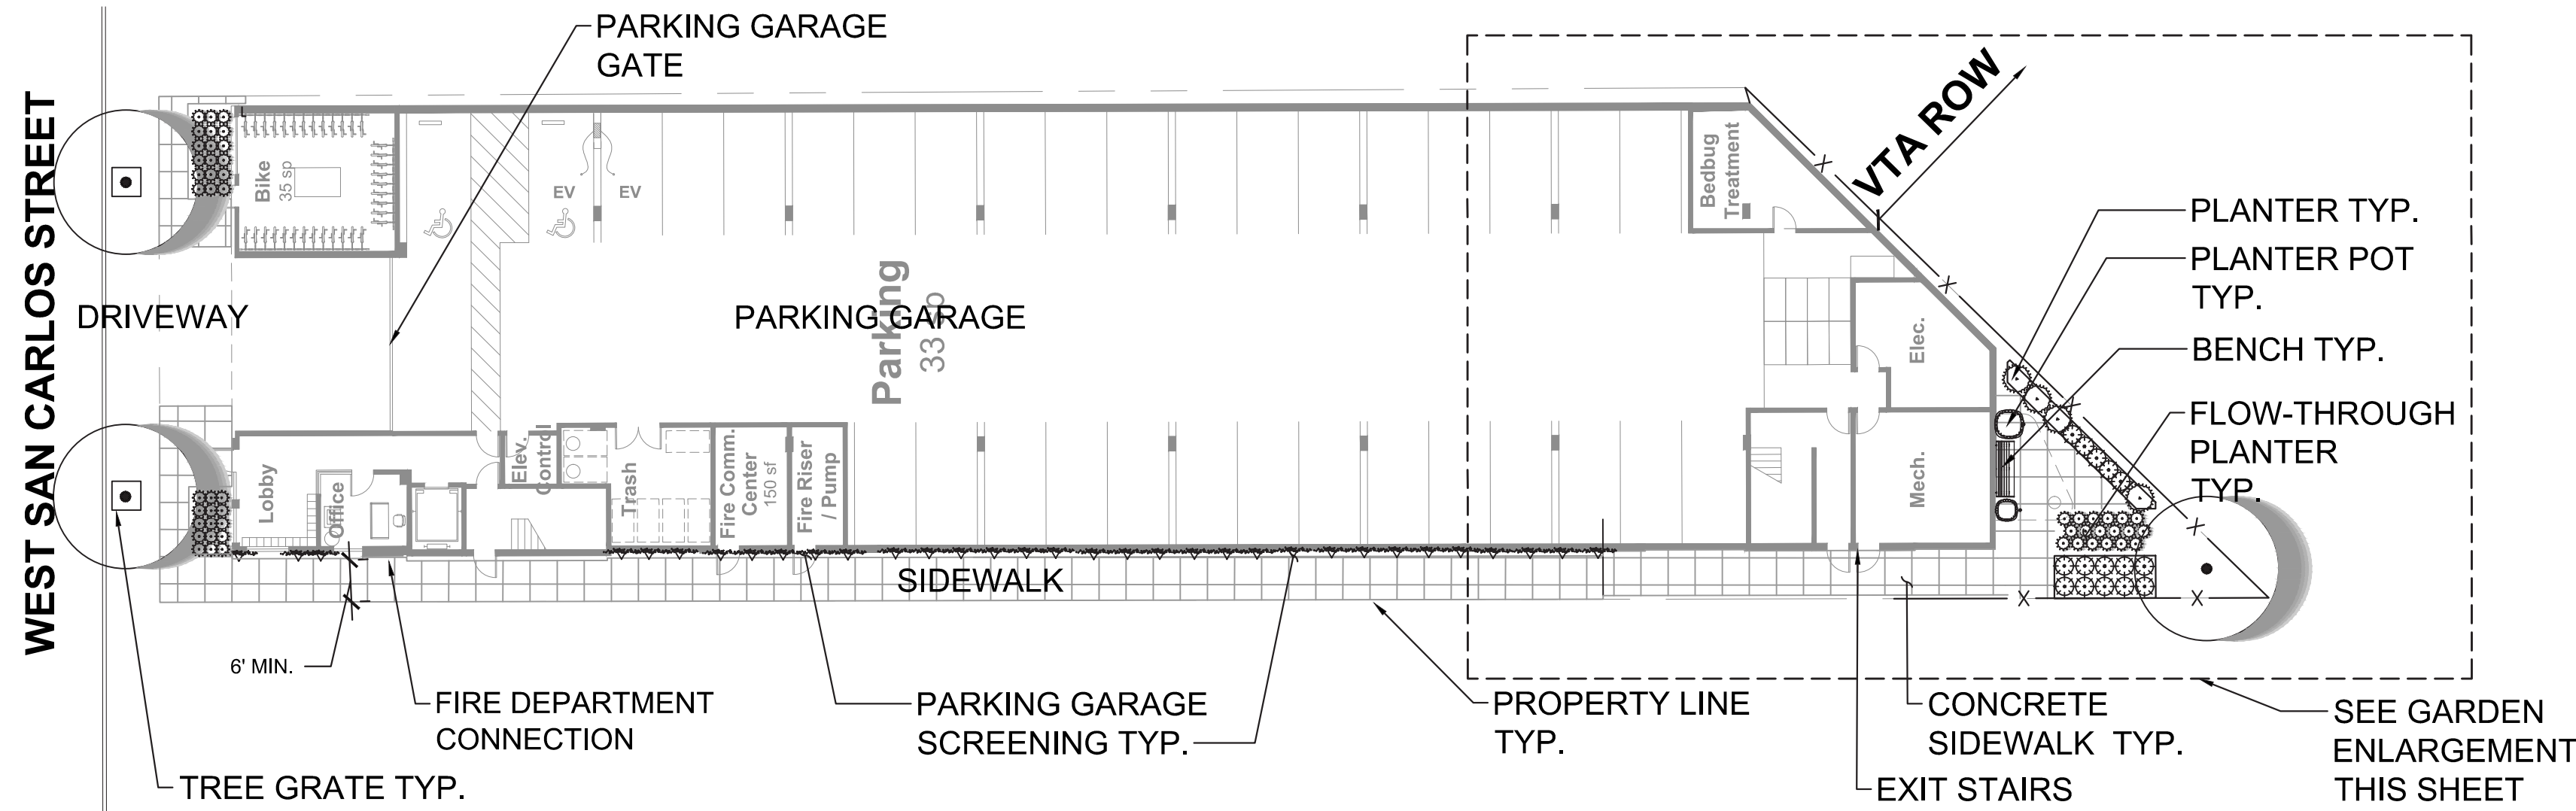 PARKING GARAGE
GATE
WEST SAN CARLOS STREET
VTA ROW
Bike
35 sp
EV
EV
Bedbug
Treatment
PLANTER TYP.
PLANTER POT
TYP.
BENCH TYP.
FLOW-THROUGH
PLANTER
TYP.
DRIVEWAY
PARKING GARAGE
Parking
33 sp
Elec.
Mech.
Lobby
Office
Elev.
Control
Trash
Fire Comm.
Center
150 sf
Fire Riser
/ Pump
SIDEWALK
6' MIN.
FIRE DEPARTMENT
CONNECTION
PARKING GARAGE
SCREENING TYP.
PROPERTY LINE
TYP.
CONCRETE
SIDEWALK TYP.
SEE GARDEN
ENLARGEMENT
THIS SHEET
TREE GRATE TYP.
EXIT STAIRS